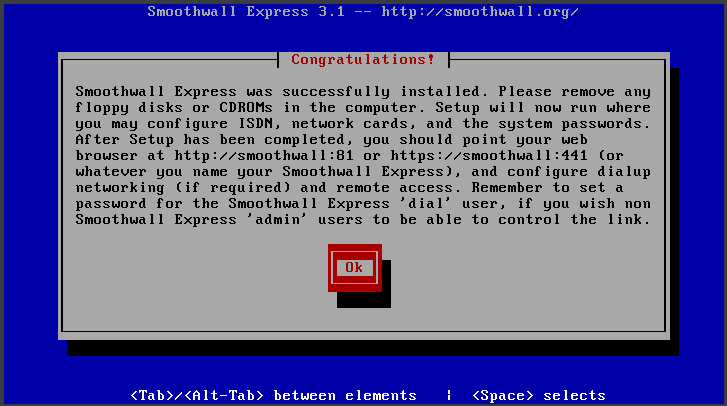 Smoothwall Express 3.1 -- http://smoothwall.org/
Congratulations!
Smoothwall Express was successfully installed. Please remove any
floppy disks or CDROMs in the computer. Setup will now run where
you may configure ISDN, network cards, and the system passwords.
After Setup has been completed, you should point your web
browser at http://smoothwall:81 or https://smoothwall:441 (or
whatever you name your Smoothwall Express), and configure dialup
networking (if required) and remote access. Remember to set a
password for the Smoothwall Express 'dial' user, if you wish non
Smoothwall Express 'admin' users to be able to control the link.
Ok
<Tab>/<Alt-Tab> between elements | <Space> selects